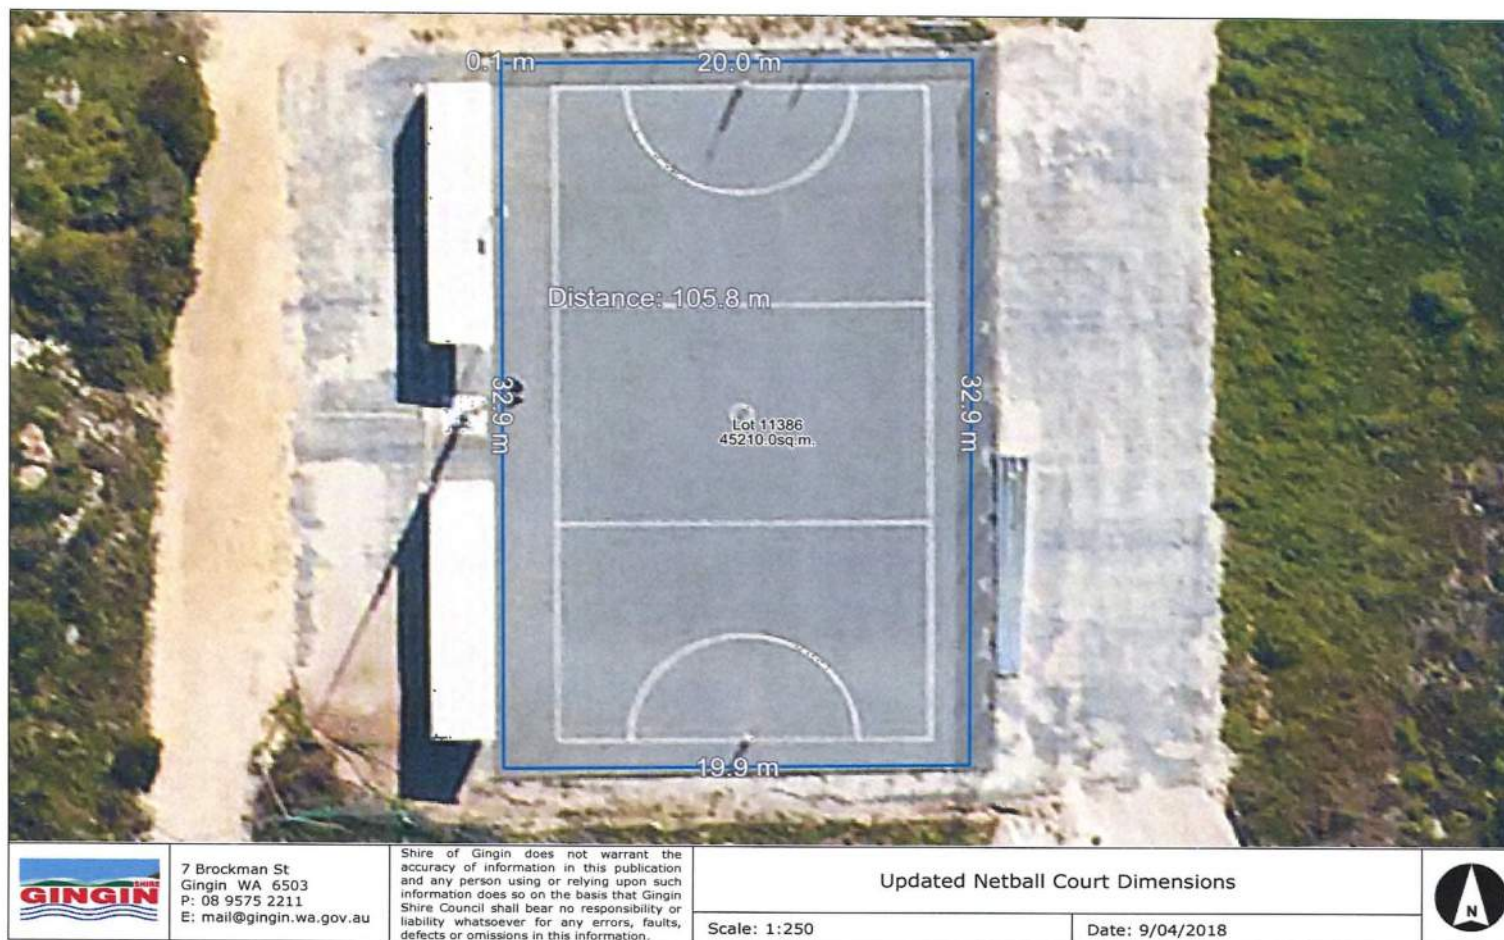 0.1 m
20.0 m
Distance: 105.8 m
32.9 m
32.9 m
Lot 11386
45210.0sq.m.
19.9 m
GINGIN
SHIRE
7 Brockman St
Gingin WA 6503
P: 08 9575 2211
E: mail@gingin.wa.gov.au
Shire of Gingin does not warrant the
accuracy of information in this publication
and any person using or relying upon such
information does so on the basis that Gingin
Shire Council shall bear no responsibility or
liability whatsoever for any errors, faults,
defects or omissions in this information.
Updated Netball Court Dimensions
Scale: 1:250
Date: 9/04/2018
N